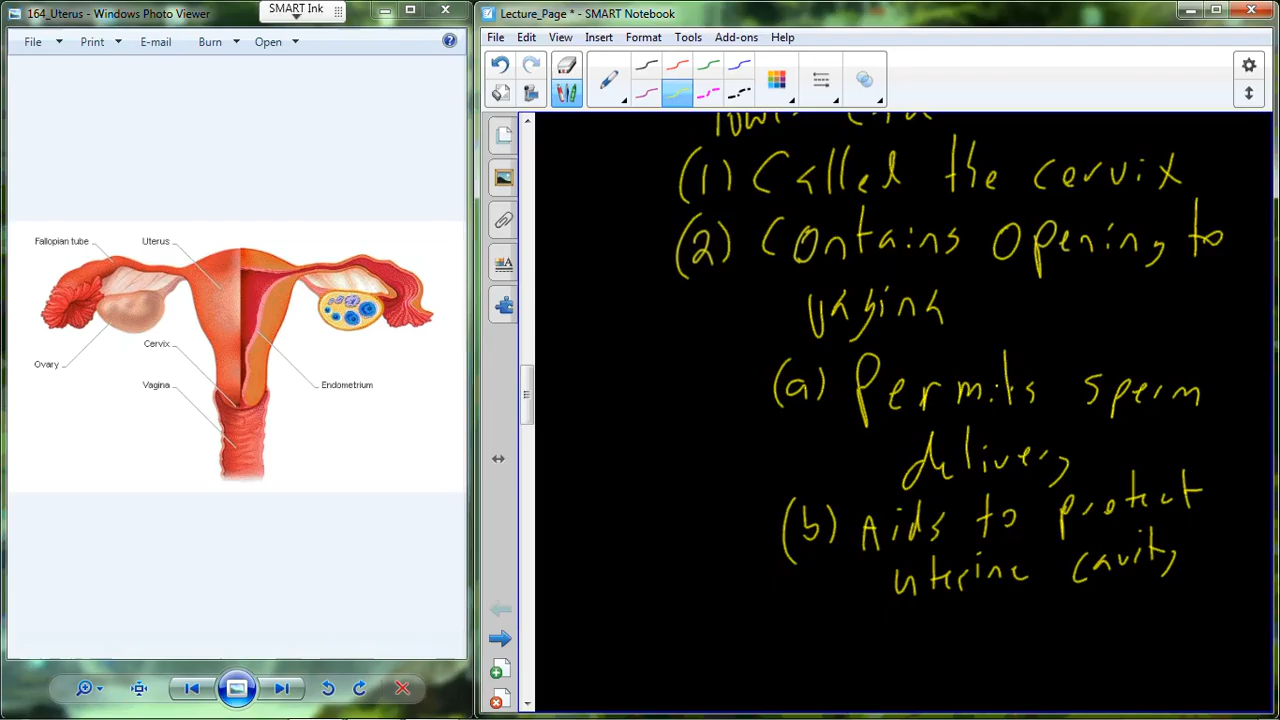 164_Uterus - Windows Photo Viewer
SMART Ink
File Print E-mail Burn Open
Fallopian tube
Uterus
Ovary
Cervix
Vagina
Endometrium
Lecture_Page * - SMART Notebook
File Edit View Insert Format Tools Add-ons Help
(1) Called the cervix
(2) Contains opening to
vagina
(a) Permits sperm
delivery
(b) Aids to protect
uterine cavity